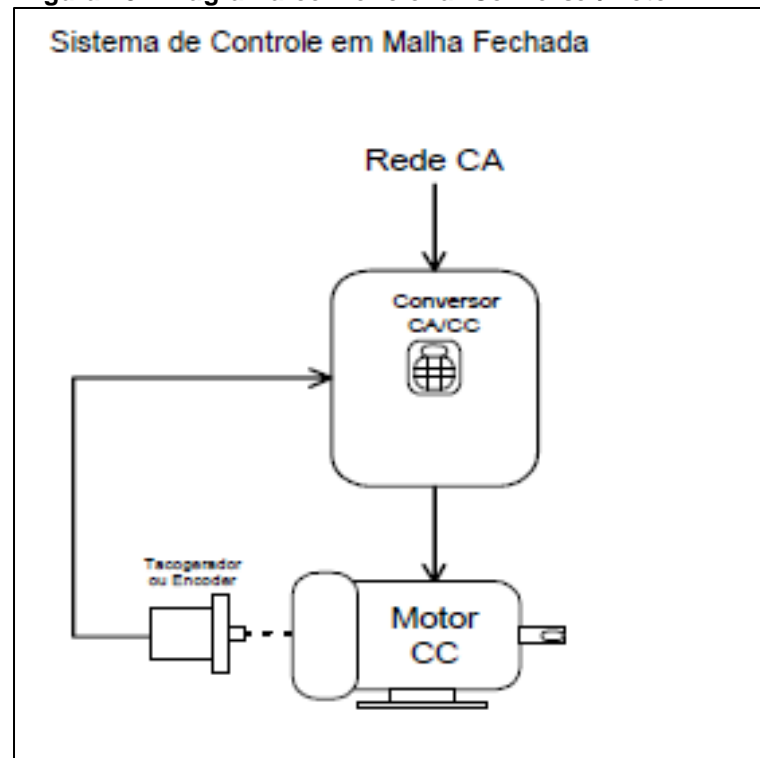 Sistema de Controle em Malha Fechada
Rede CA
Conversor
CA/CC
Tacogerador
ou Encoder
Motor
CC